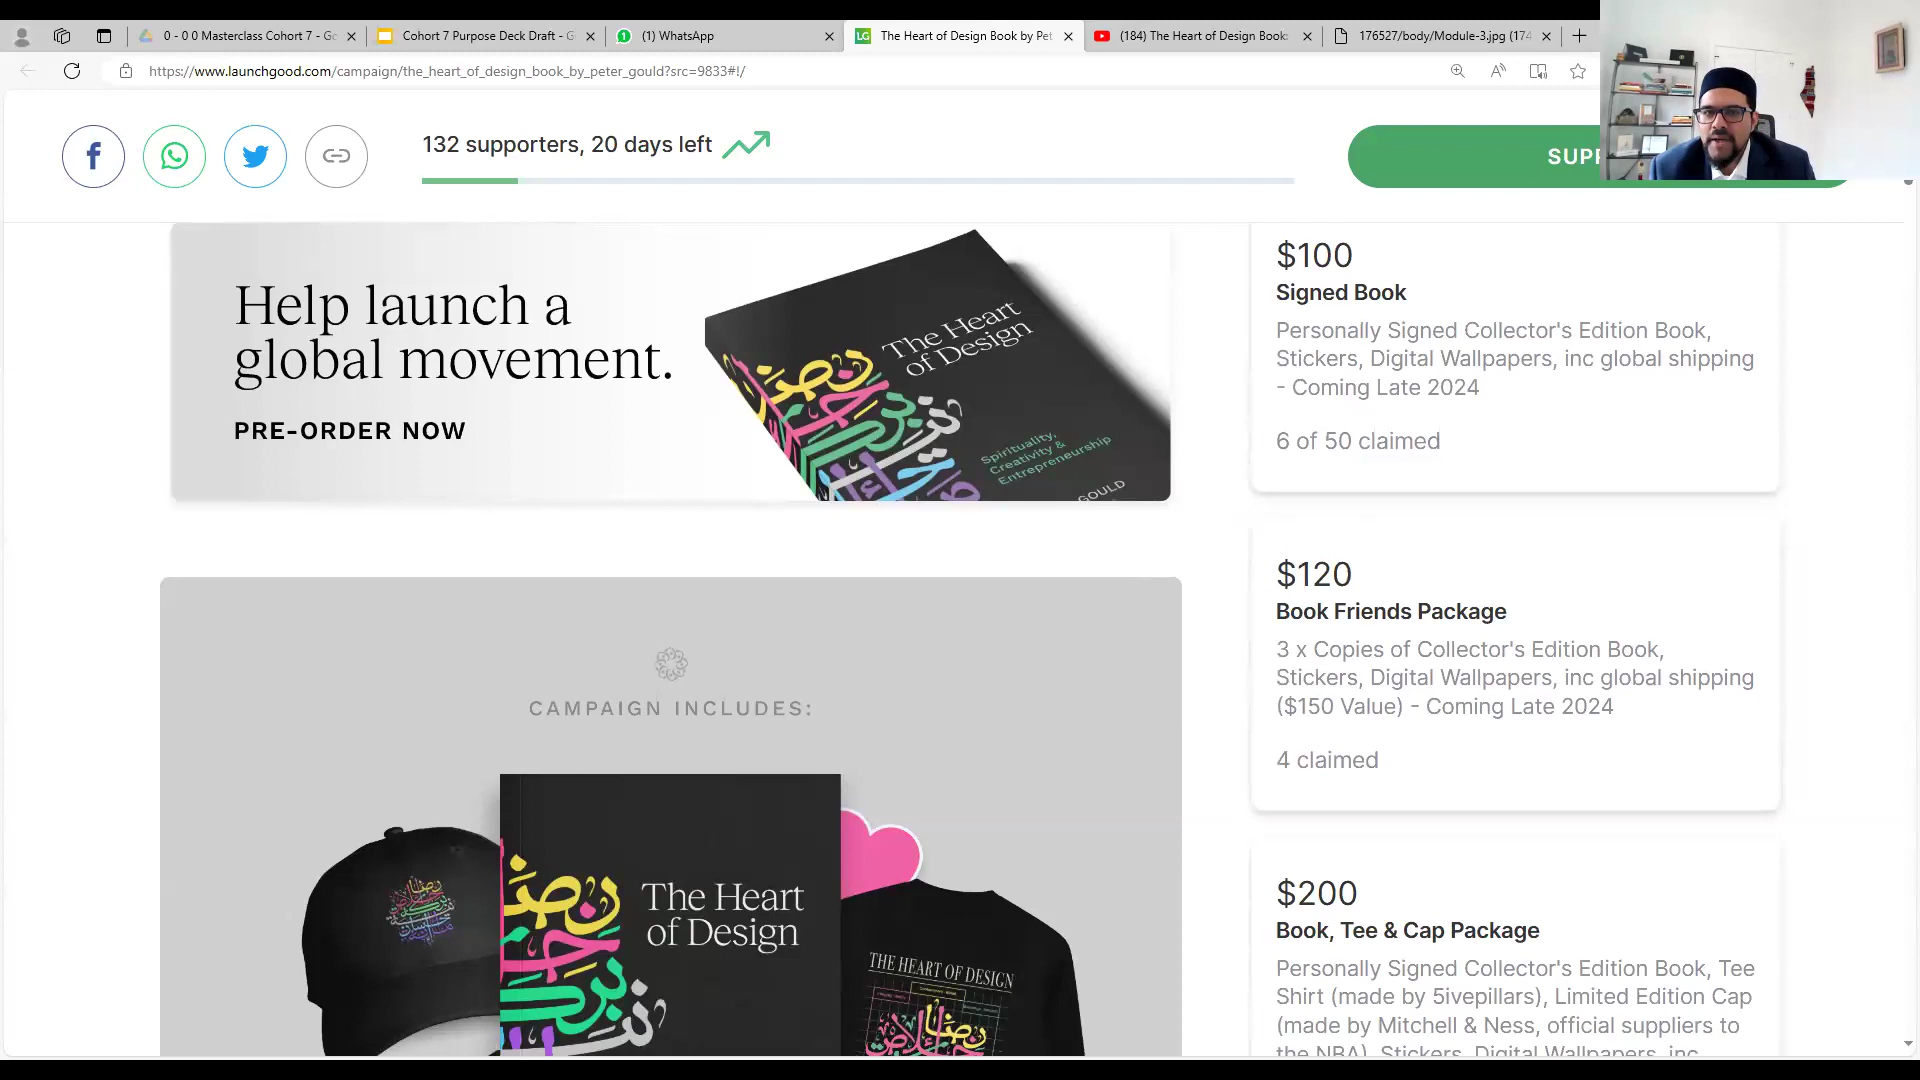 0 - 0 0 Masterclass Cohort 7 - Go
Cohort 7 Purpose Deck Draft - G
(1) WhatsApp
The Heart of Design Book by Pet
(184) The Heart of Design Book:
176527/body/Module-3.jpg (174
https://www.launchgood.com/campaign/the_heart_of_design_book_by_peter_gould?src=9833#!/
132 supporters, 20 days left
SUPP
Help launch a
global movement.
PRE-ORDER NOW
The Heart
of Design
Spirituality,
Creativity &
Entrepreneurship
GOULD
CAMPAIGN INCLUDES:
The Heart
of Design
THE HEART OF DESIGN
$100
Signed Book
Personally Signed Collector's Edition Book,
Stickers, Digital Wallpapers, inc global shipping
- Coming Late 2024
6 of 50 claimed
$120
Book Friends Package
3 x Copies of Collector's Edition Book,
Stickers, Digital Wallpapers, inc global shipping
($150 Value) - Coming Late 2024
4 claimed
$200
Book, Tee & Cap Package
Personally Signed Collector's Edition Book, Tee
Shirt (made by 5ivepillars), Limited Edition Cap
(made by Mitchell & Ness, official suppliers to
the NBA), Stickers, Digital Wallpapers, inc